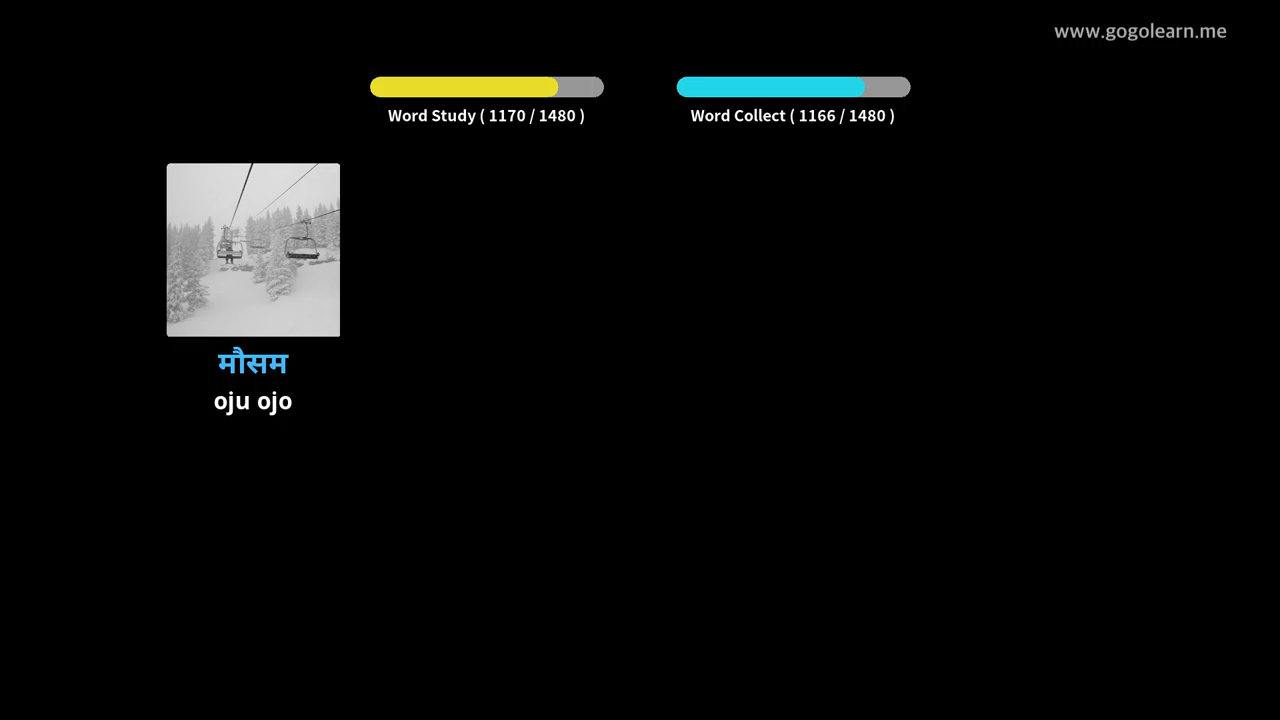 www.gogolearn.me
Word Study ( 1170 / 1480 )
Word Collect ( 1166 / 1480 )
मौसम
oju ojo